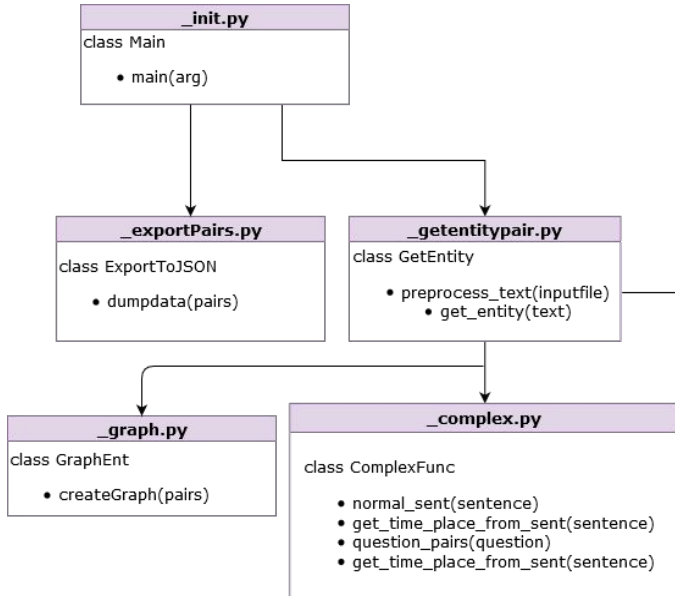 _init.py
class Main
• main(arg)
_exportPairs.py
class ExportToJSON
• dumpdata(pairs)
_getentitypair.py
class GetEntity
• preprocess_text(inputfile)
• get_entity(text)
_graph.py
class GraphEnt
• createGraph(pairs)
_complex.py
class ComplexFunc
• normal_sent(sentence)
• get_time_place_from_sent(sentence)
• question_pairs(question)
• get_time_place_from_sent(sentence)